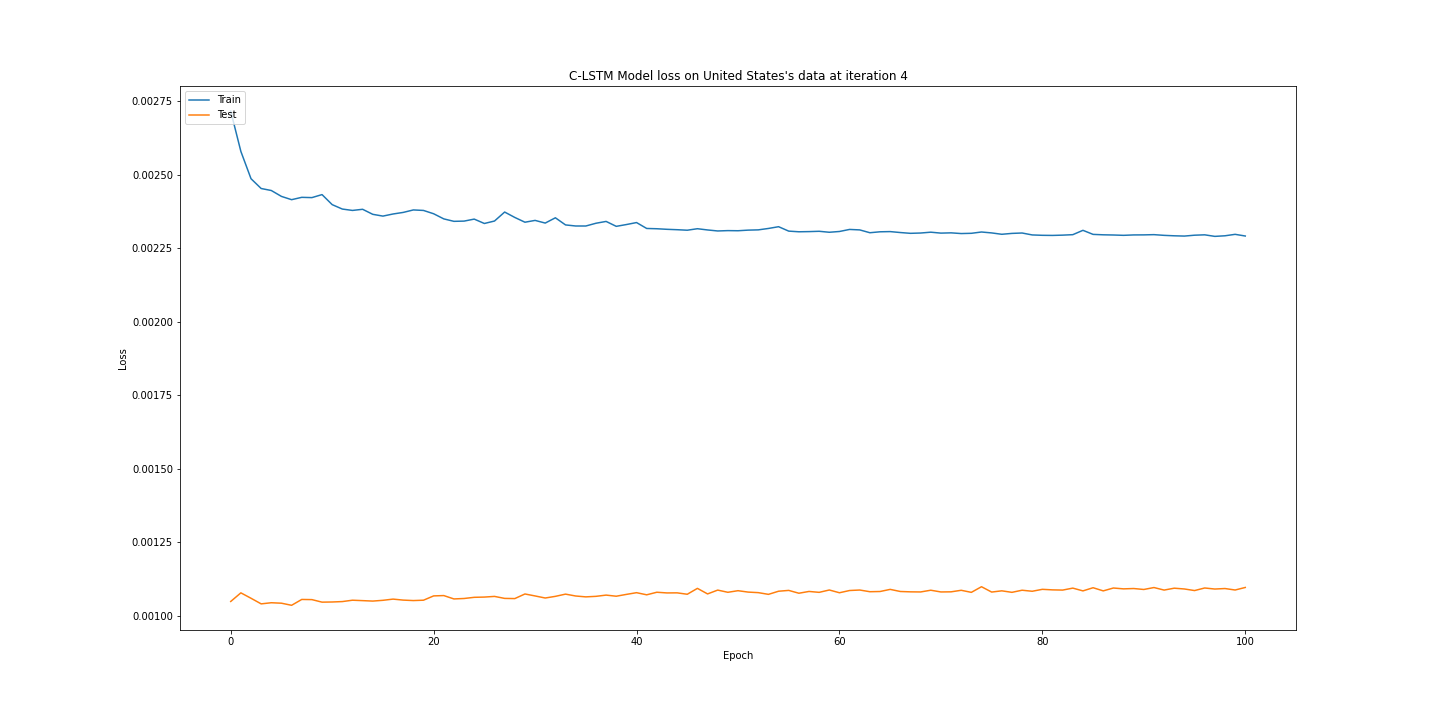 C-LSTM Model loss on United States's data at iteration 4
Train
Test
0.00275
0.00250
0.00225
0.00200
0.00175
0.00150
0.00125
0.00100
Loss
0 20 40 60 80 100
Epoch